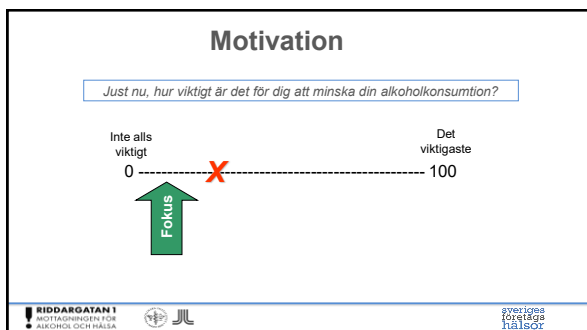 Motivation
Just nu, hur viktigt är det för dig att minska din alkoholkonsumtion?
Inte alls
viktigt
Det
viktigaste
0 ------------------------------------------------- 100
X
Fokus
RIDDARGATAN 1
MOTTAGNINGEN FÖR
ALKOHOL OCH HÄLSA
sveriges
företags
hälsor